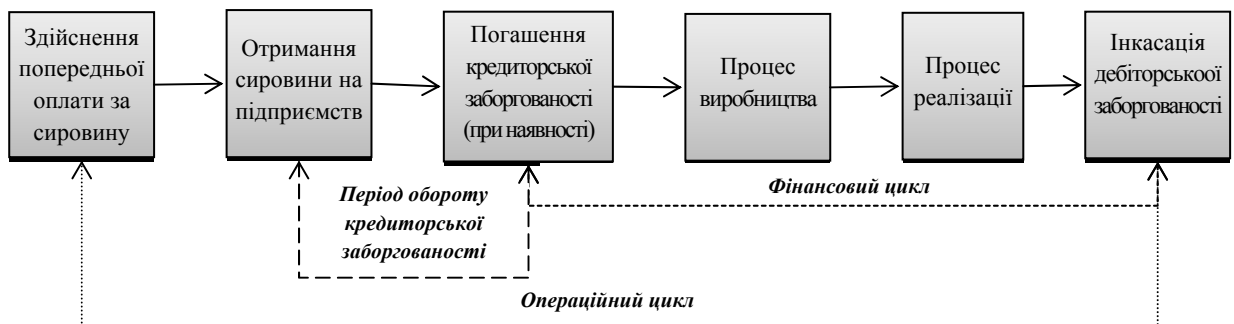 Здійснення
попередньої
оплати за
сировину
Отримання
сировини на
підприємств
Погашення
кредиторської
заборгованості
(при наявності)
Процес
виробництва
Процес
реалізації
Інкасація
дебіторськоої
заборгованості
Період обороту
кредиторської
заборгованості
Фінансовий цикл
Операційний цикл